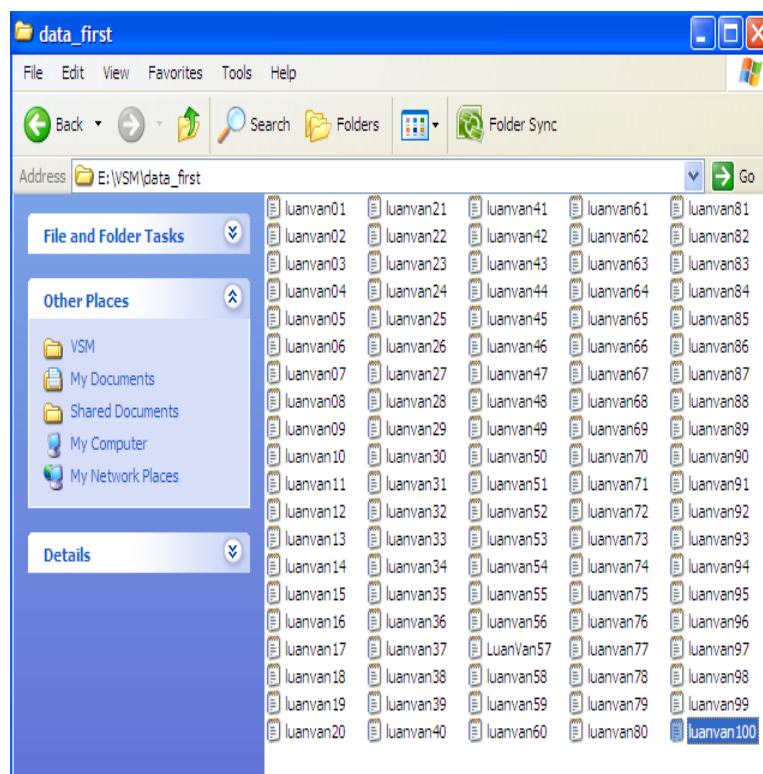 data_first
File Edit View Favorites Tools Help
Back Search Folders Folder Sync
Address E:\VSM\data_first Go
File and Folder Tasks
Other Places
VSM
My Documents
Shared Documents
My Computer
My Network Places
Details
luanvan01 luanvan21 luanvan41 luanvan61 luanvan81
luanvan02 luanvan22 luanvan42 luanvan62 luanvan82
luanvan03 luanvan23 luanvan43 luanvan63 luanvan83
luanvan04 luanvan24 luanvan44 luanvan64 luanvan84
luanvan05 luanvan25 luanvan45 luanvan65 luanvan85
luanvan06 luanvan26 luanvan46 luanvan66 luanvan86
luanvan07 luanvan27 luanvan47 luanvan67 luanvan87
luanvan08 luanvan28 luanvan48 luanvan68 luanvan88
luanvan09 luanvan29 luanvan49 luanvan69 luanvan89
luanvan10 luanvan30 luanvan50 luanvan70 luanvan90
luanvan11 luanvan31 luanvan51 luanvan71 luanvan91
luanvan12 luanvan32 luanvan52 luanvan72 luanvan92
luanvan13 luanvan33 luanvan53 luanvan73 luanvan93
luanvan14 luanvan34 luanvan54 luanvan74 luanvan94
luanvan15 luanvan35 luanvan55 luanvan75 luanvan95
luanvan16 luanvan36 luanvan56 luanvan76 luanvan96
luanvan17 luanvan37 LuanVan57 luanvan77 luanvan97
luanvan18 luanvan38 luanvan58 luanvan78 luanvan98
luanvan19 luanvan39 luanvan59 luanvan79 luanvan99
luanvan20 luanvan40 luanvan60 luanvan80 luanvan100